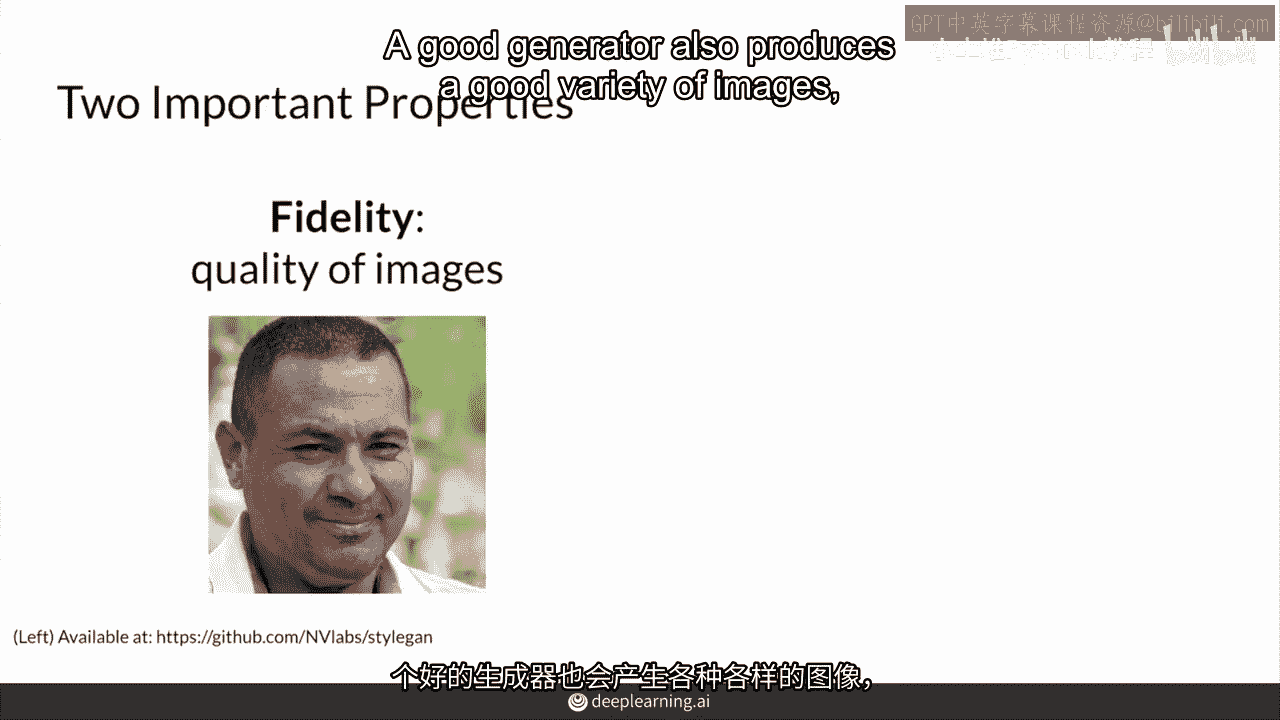 GPT中英字幕课程资源@bilibili.com
A good generator also produces
a good variety of images,
Two Important Properties
Fidelity:
quality of images
(Left) Available at: https://github.com/NVlabs/stylegan
个好的生成器也会产生各种各样的图像，
deeplearning.ai